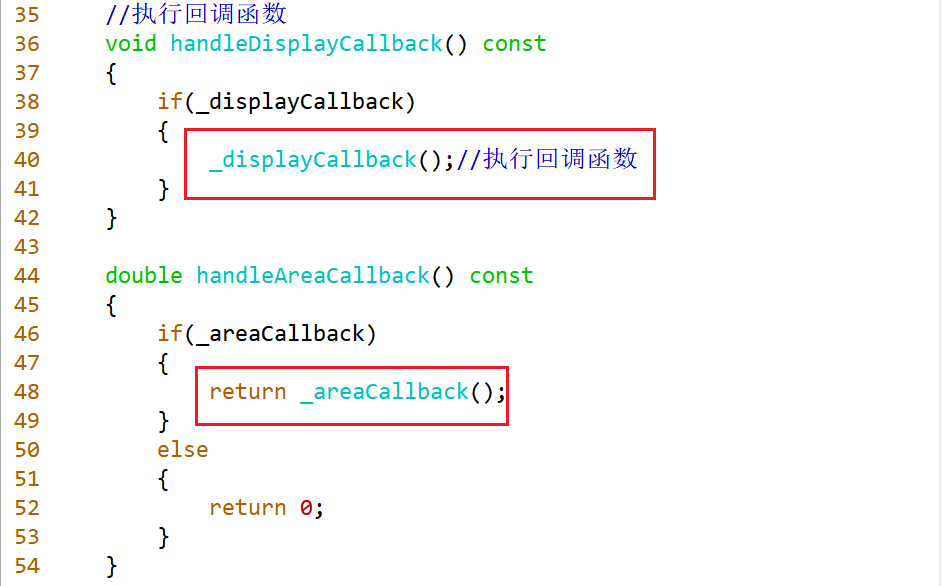 35 //执行回调函数
36 void handleDisplayCallback() const
37 {
38 if(_displayCallback)
39 {
40 _displayCallback();//执行回调函数
41 }
42 }
43
44 double handleAreaCallback() const
45 {
46 if(_areaCallback)
47 {
48 return _areaCallback();
49 }
50 else
51 {
52 return 0;
53 }
54 }